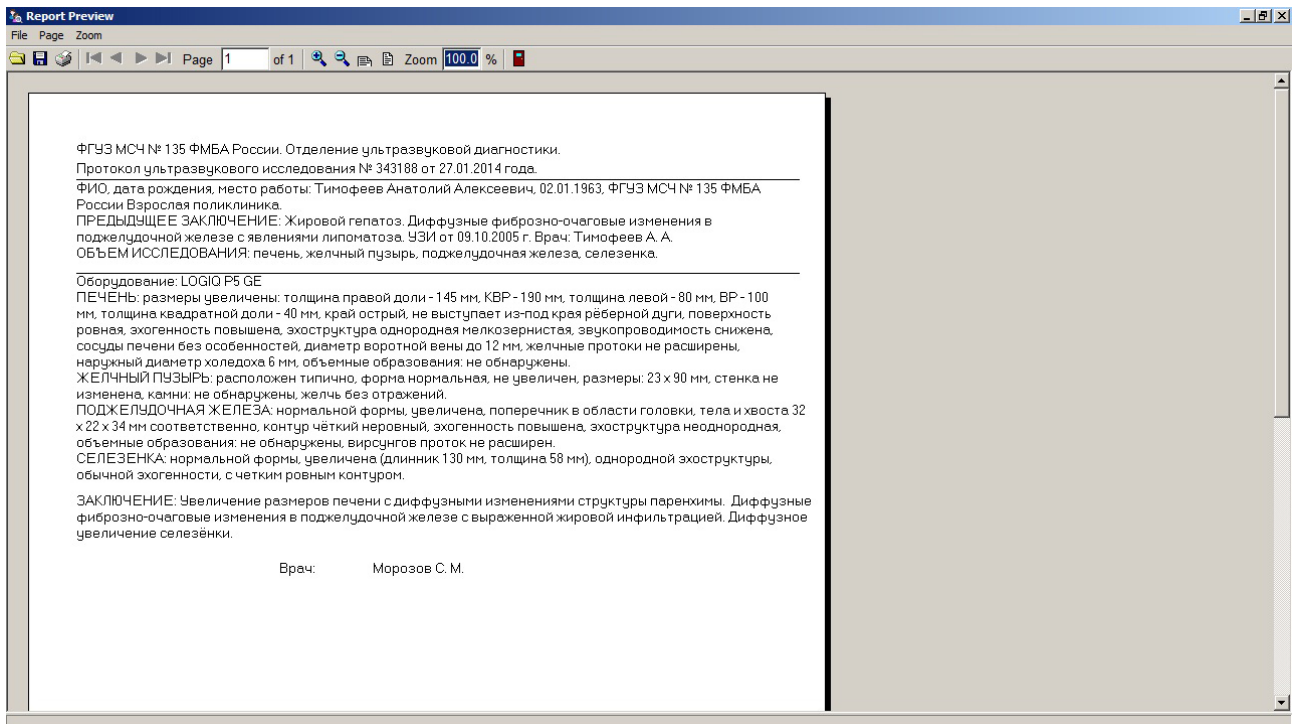 Report Preview
File Page Zoom
Page 1 of 1 Zoom 100.0 %
ФГУЗ МСЧ № 135 ФМБА России. Отделение ультразвуковой диагностики.
Протокол ультразвукового исследования № 343188 от 27.01.2014 года.
ФИО, дата рождения, место работы: Тимофеев Анатолий Алексеевич, 02.01.1963, ФГУЗ МСЧ № 135 ФМБА
России Взрослая поликлиника.
ПРЕДЫДУЩЕЕ ЗАКЛЮЧЕНИЕ: Жировой гепатоз. Диффузные фиброзно-очаговые изменения в
поджелудочной железе с явлениями липоматоза. УЗИ от 09.10.2005 г. Врач: Тимофеев А. А.
ОБЪЕМ ИССЛЕДОВАНИЯ: печень, желчный пузырь, поджелудочная железа, селезенка.
Оборудование: LOGIQ P5 GE
ПЕЧЕНЬ: размеры увеличены: толщина правой доли - 145 мм, КВР - 190 мм, толщина левой - 80 мм, ВР - 100
мм, толщина квадратной доли - 40 мм, край острый, не выступает из-под края рёберной дуги, поверхность
ровная, эхогенность повышена, эхоструктура однородная мелкозернистая, звукопроводимость снижена,
сосуды печени без особенностей, диаметр воротной вены до 12 мм, желчные протоки не расширены,
наружный диаметр холедоха 6 мм, объемные образования: не обнаружены.
ЖЕЛЧНЫЙ ПУЗЫРЬ: расположен типично, форма нормальная, не увеличен, размеры: 23 х 90 мм, стенка не
изменена, камни: не обнаружены, желчь без отражений.
ПОДЖЕЛУДОЧНАЯ ЖЕЛЕЗА: нормальной формы, увеличена, поперечник в области головки, тела и хвоста 32
х 22 х 34 мм соответственно, контур чёткий неровный, эхогенность повышена, эхоструктура неоднородная,
объемные образования: не обнаружены, вирсунгов проток не расширен.
СЕЛЕЗЕНКА: нормальной формы, увеличена (длинник 130 мм, толщина 58 мм), однородной эхоструктуры,
обычной эхогенности, с четким ровным контуром.
ЗАКЛЮЧЕНИЕ: Увеличение размеров печени с диффузными изменениями структуры паренхимы. Диффузные
фиброзно-очаговые изменения в поджелудочной железе с выраженной жировой инфильтрацией. Диффузное
увеличение селезёнки.
Врач: Морозов С. М.